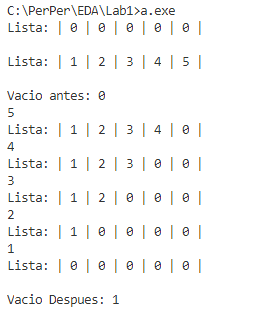 C:\PerPer\EDA\Lab1>a.exe
Lista: | 0 | 0 | 0 | 0 | 0 |
Lista: | 1 | 2 | 3 | 4 | 5 |
Vacio antes: 0
5
Lista: | 1 | 2 | 3 | 4 | 0 |
4
Lista: | 1 | 2 | 3 | 0 | 0 |
3
Lista: | 1 | 2 | 0 | 0 | 0 |
2
Lista: | 1 | 0 | 0 | 0 | 0 |
1
Lista: | 0 | 0 | 0 | 0 | 0 |
Vacio Despues: 1